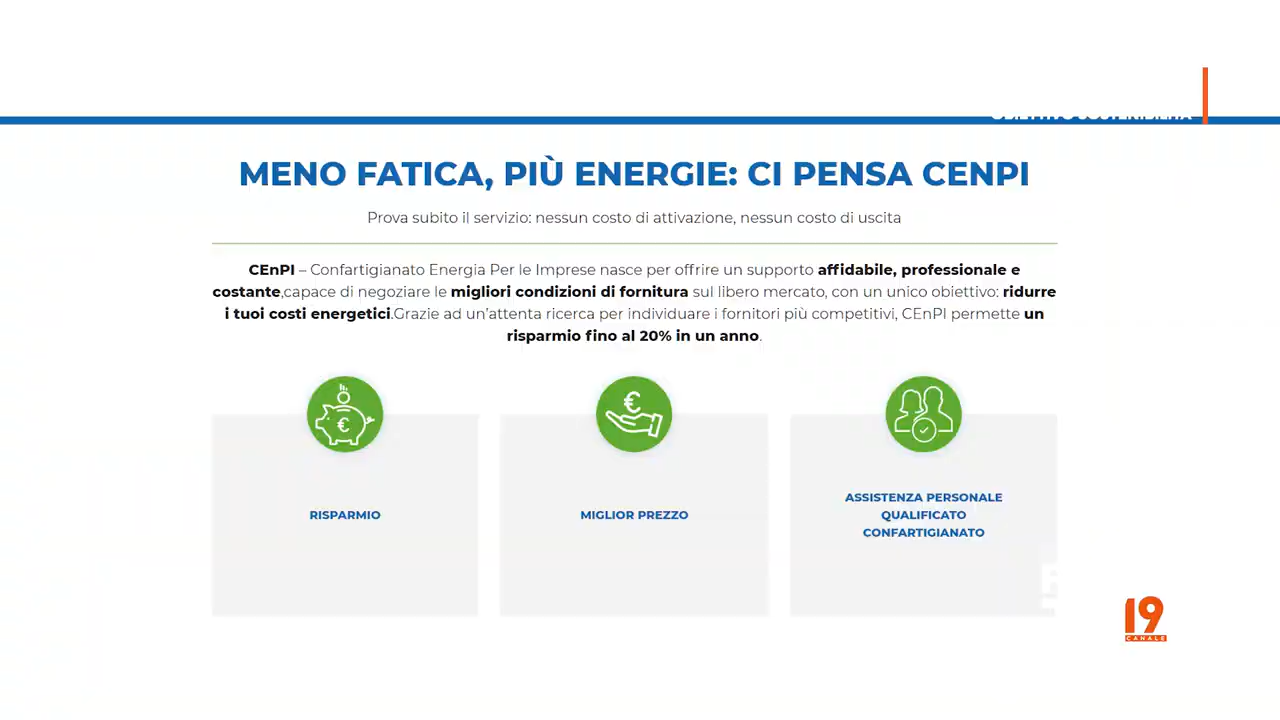 OBIETTIVO SOSTENIBILITÀ
MENO FATICA, PIÙ ENERGIE: CI PENSA CENPI
Prova subito il servizio: nessun costo di attivazione, nessun costo di uscita
CEnPI – Confartigianato Energia Per le Imprese nasce per offrire un supporto affidabile, professionale e
costante,capace di negoziare le migliori condizioni di fornitura sul libero mercato, con un unico obiettivo: ridurre
i tuoi costi energetici.Grazie ad un'attenta ricerca per individuare i fornitori più competitivi, CEnPI permette un
risparmio fino al 20% in un anno.
RISPARMIO
MIGLIOR PREZZO
ASSISTENZA PERSONALE
QUALIFICATO
CONFARTIGIANATO
19
CANALE